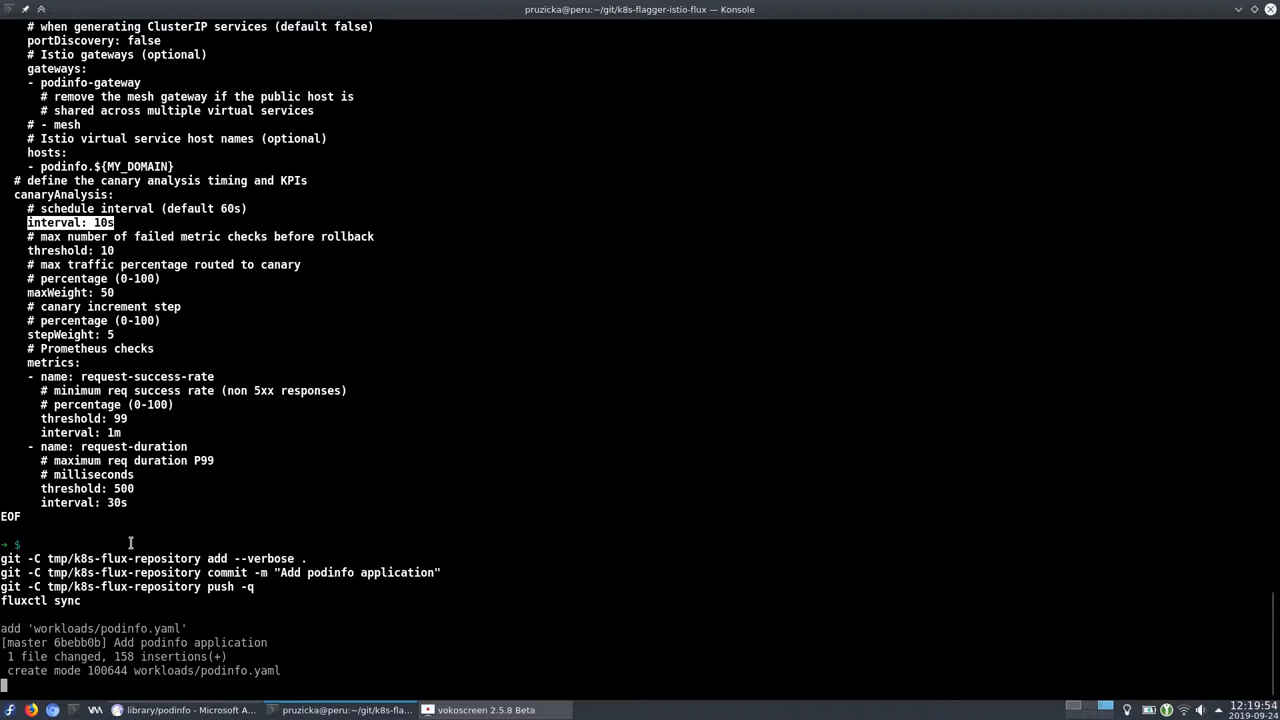 pruzicka@peru:~/git/k8s-flagger-istio-flux — Konsole
# when generating ClusterIP services (default false)
portDiscovery: false
# Istio gateways (optional)
gateways:
- podinfo-gateway
# remove the mesh gateway if the public host is
# shared across multiple virtual services
# - mesh
# Istio virtual service host names (optional)
hosts:
- podinfo.${MY_DOMAIN}
# define the canary analysis timing and KPIs
canaryAnalysis:
# schedule interval (default 60s)
interval: 10s
# max number of failed metric checks before rollback
threshold: 10
# max traffic percentage routed to canary
# percentage (0-100)
maxWeight: 50
# canary increment step
# percentage (0-100)
stepWeight: 5
# Prometheus checks
metrics:
- name: request-success-rate
# minimum req success rate (non 5xx responses)
# percentage (0-100)
threshold: 99
interval: 1m
- name: request-duration
# maximum req duration P99
# milliseconds
threshold: 500
interval: 30s
EOF
➜ $
git -C tmp/k8s-flux-repository add --verbose .
git -C tmp/k8s-flux-repository commit -m "Add podinfo application"
git -C tmp/k8s-flux-repository push -q
fluxctl sync
add 'workloads/podinfo.yaml'
[master 6bebb0b] Add podinfo application
1 file changed, 158 insertions(+)
create mode 100644 workloads/podinfo.yaml
library/podinfo - Microsoft A... pruzicka@peru:~/git/k8s-fla... vokoscreen 2.5.8 Beta
12:19:54
2019-09-24